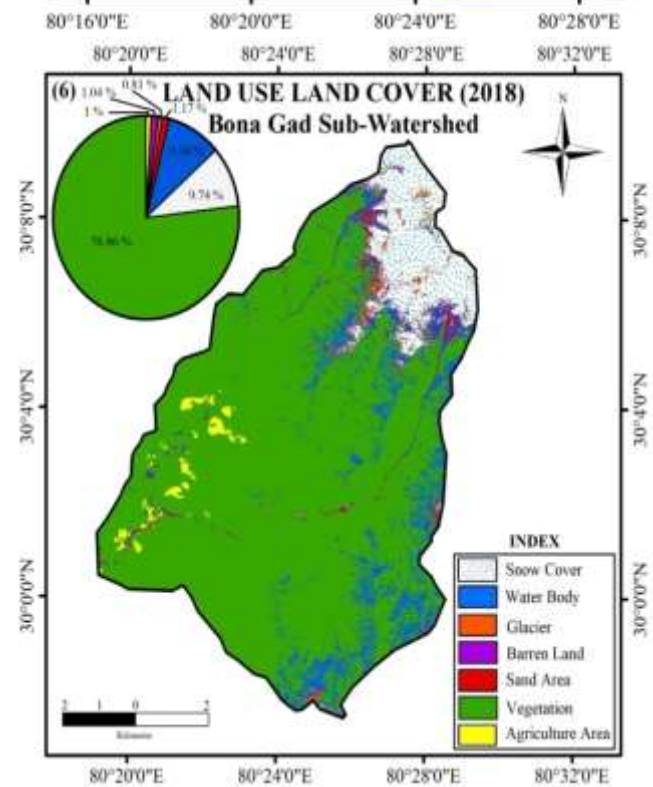 80°16'0"E 80°20'0"E 80°24'0"E 80°28'0"E
80°20'0"E 80°24'0"E 80°28'0"E 80°32'0"E
(6) LAND USE LAND COVER (2018)
Bona Gad Sub-Watershed
N
1.04 %
0.81 %
1.17 %
1 %
9.74 %
30°8'0"N
30°8'0"N
30°4'0"N
30°4'0"N
30°0'0"N
30°0'0"N
INDEX
Snow Cover
Water Body
Glacier
Barren Land
Sand Area
Vegetation
Agriculture Area
2 1 0 2
Kilometer
80°20'0"E 80°24'0"E 80°28'0"E 80°32'0"E